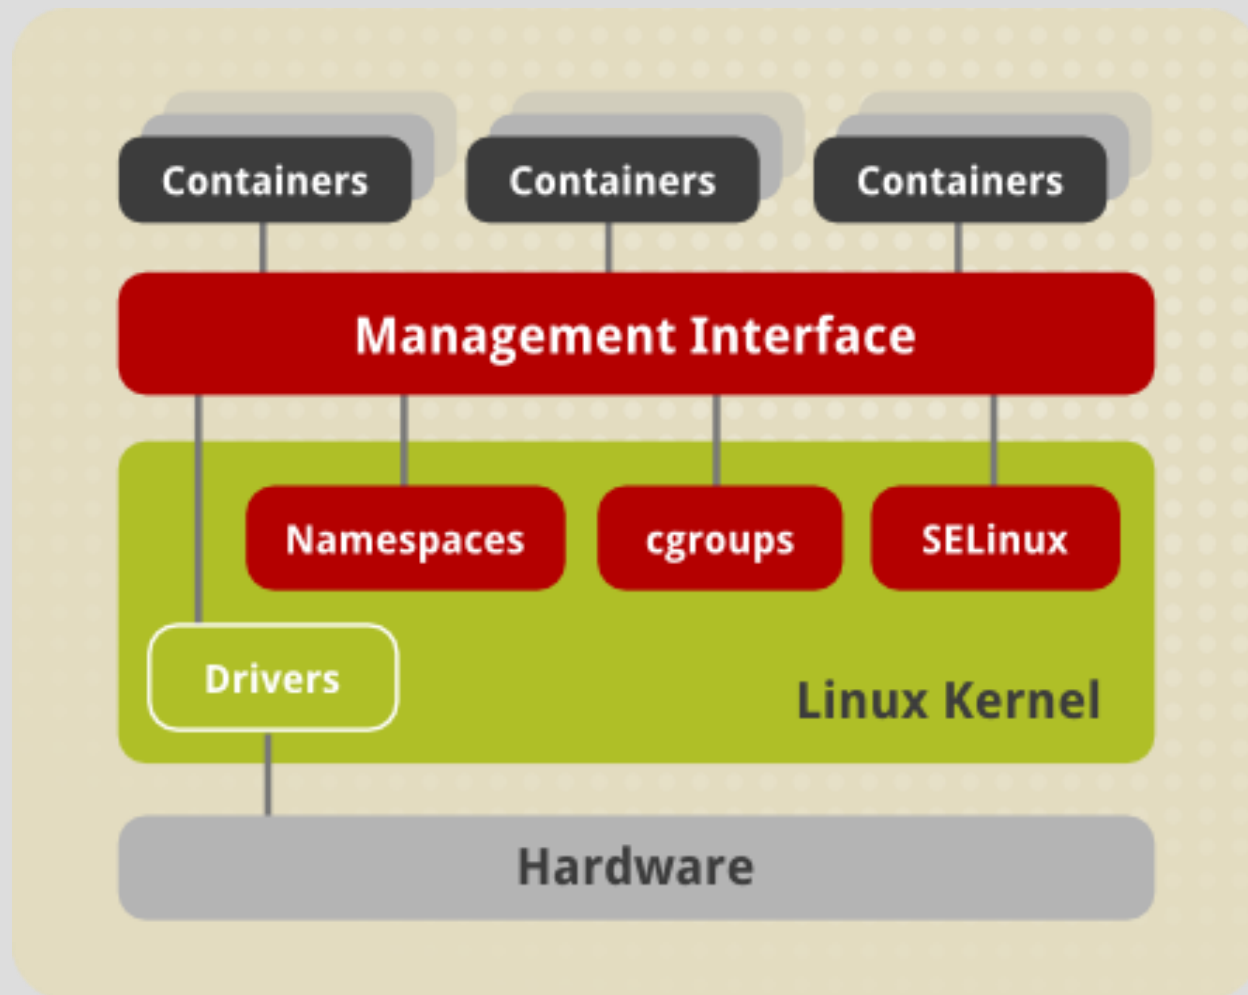 Containers
Containers
Containers
Management Interface
Namespaces
cgroups
SELinux
Drivers
Linux Kernel
Hardware